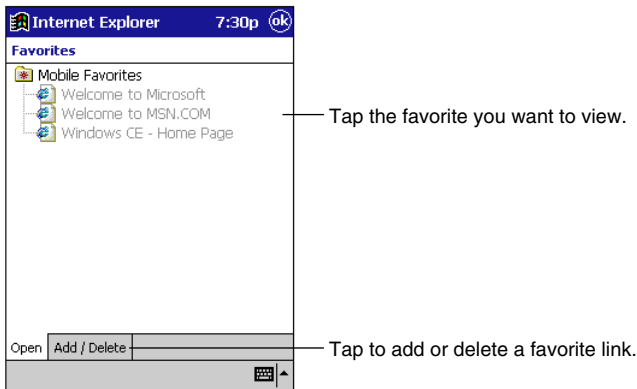 Internet Explorer 7:30p ok
Favorites
Mobile Favorites
Welcome to Microsoft
Welcome to MSN.COM
Windows CE - Home Page
Tap the favorite you want to view.
Open Add / Delete
Tap to add or delete a favorite link.